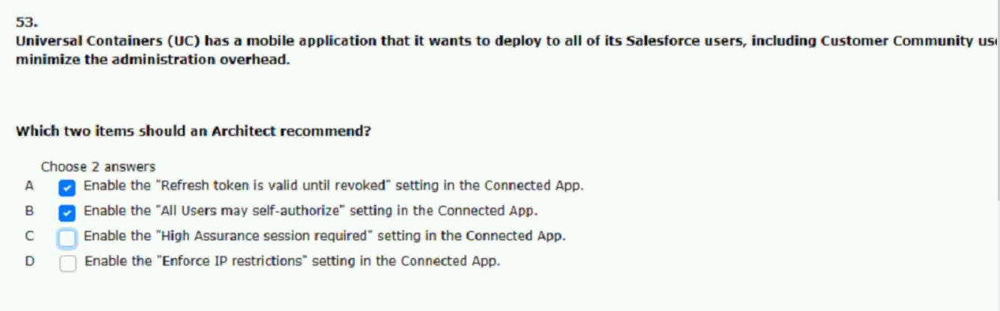 53.
Universal Containers (UC) has a mobile application that it wants to deploy to all of its Salesforce users, including Customer Community
minimize the administration overhead.
Which two items should an Architect recommend?
Choose 2 answers
A Enable the "Refresh token is valid until revoked" setting in the Connected App.
B Enable the "All Users may self-authorize" setting in the Connected App.
C Enable the "High Assurance session required" setting in the Connected App.
D Enable the "Enforce IP restrictions" setting in the Connected App.